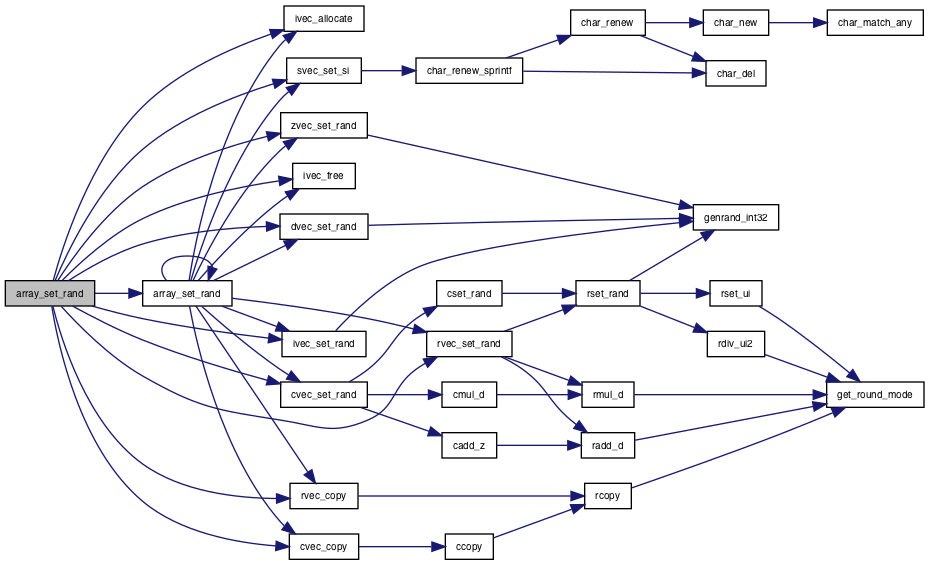 ivec_allocate
char_renew
char_new
char_match_any
svec_set_si
char_renew_sprintf
char_del
zvec_set_rand
ivec_free
genrand_int32
dvec_set_rand
array_set_rand
array_set_rand
cset_rand
rset_rand
rset_ui
ivec_set_rand
rvec_set_rand
rdiv_ui2
cvec_set_rand
cmul_d
rmul_d
get_round_mode
cadd_z
radd_d
rvec_copy
rcopy
cvec_copy
ccopy